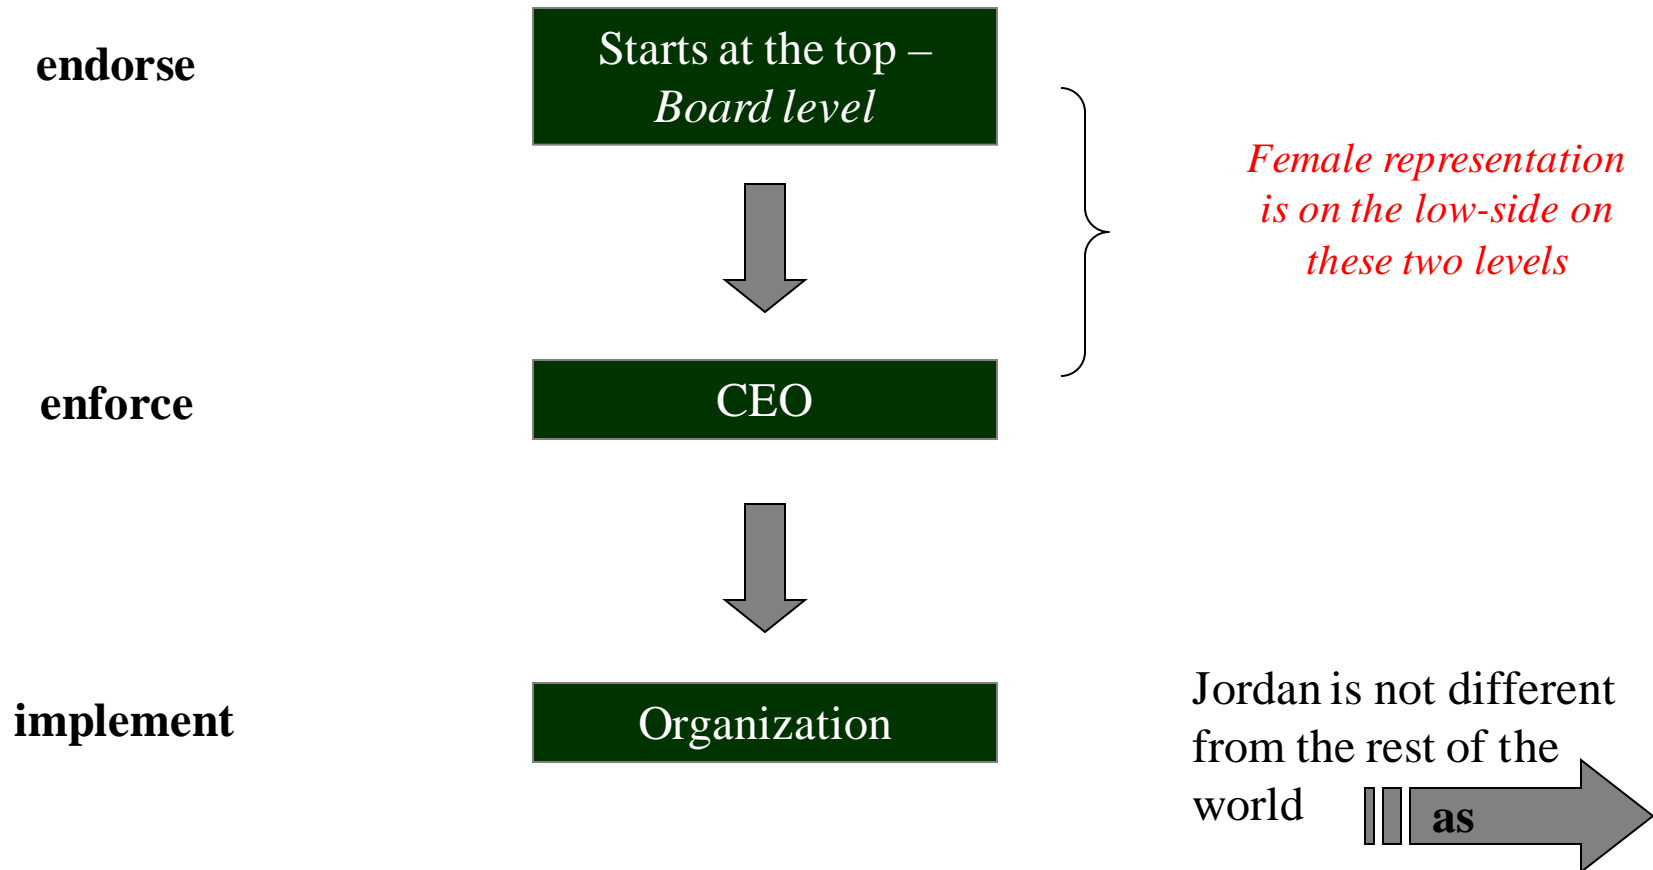 endorse
Starts at the top –
Board level
Female representation
is on the low-side on
these two levels
enforce
CEO
implement
Organization
Jordan is not different
from the rest of the
world
as